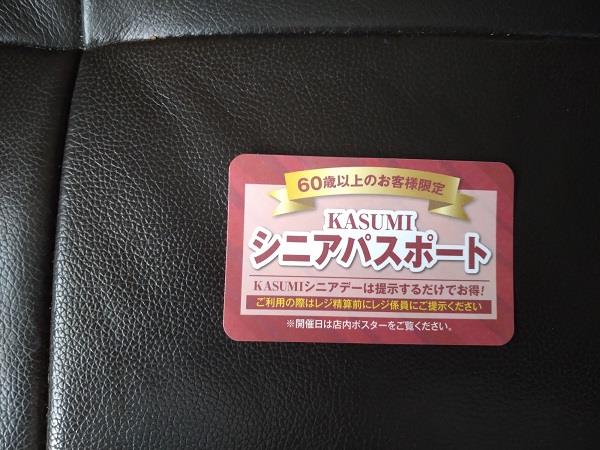 60歳以上のお客様限定
KASUMI
シニアパスポート
KASUMIシニアデーは提示するだけでお得!
ご利用の際はレジ精算前にレジ係員にご提示ください
※開催日は店内ポスターをご覧ください。